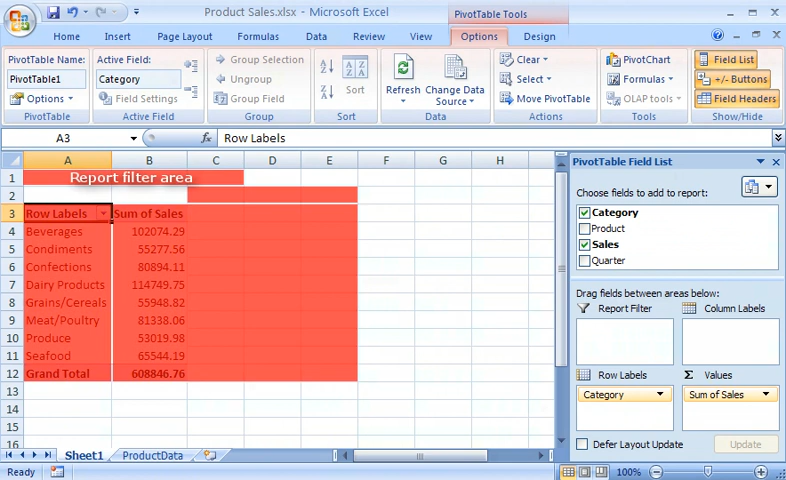 Product Sales.xlsx - Microsoft Excel
PivotTable Tools
Home Insert Page Layout Formulas Data Review View Options Design
PivotTable Name:
PivotTable1
Options
PivotTable
Active Field:
Category
Field Settings
Active Field
Group Selection
Ungroup
Group Field
Group
Sort
Sort
Refresh
Change Data
Source
Data
Clear
Select
Move PivotTable
Actions
PivotChart
Formulas
OLAP tools
Tools
Field List
+/- Buttons
Field Headers
Show/Hide
A3 fx Row Labels
A B C D E F G H
1 Report filter area
2
3 Row Labels Sum of Sales
4 Beverages 102074.29
5 Condiments 55277.56
6 Confections 80894.11
7 Dairy Products 114749.75
8 Grains/Cereals 55948.82
9 Meat/Poultry 81338.06
10 Produce 53019.98
11 Seafood 65544.19
12 Grand Total 608846.76
13
14
15
16
Sheet1 ProductData
Ready
100%
PivotTable Field List
Choose fields to add to report:
Category
Product
Sales
Quarter
Drag fields between areas below:
Report Filter
Column Labels
Row Labels
Σ Values
Category
Sum of Sales
Defer Layout Update
Update